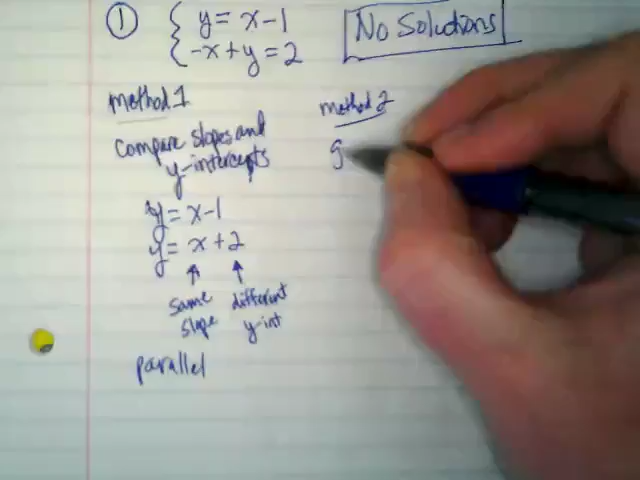 ① { y = x - 1
-x + y = 2
No Solutions
method 1
compare slopes and
y-intercepts
y = x - 1
y = x + 2
same slope
different y-int
parallel
method 2
g